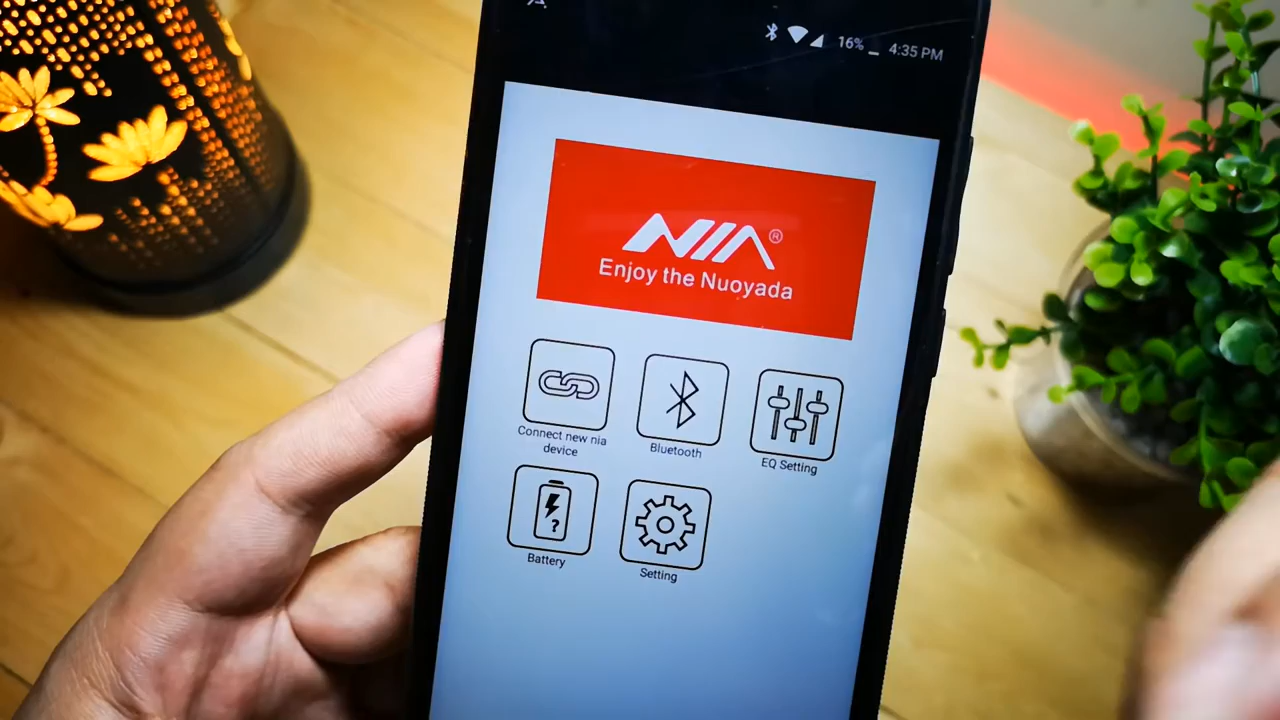 16% 4:35 PM
NIA®
Enjoy the Nuoyada
Connect new nia
device
Bluetooth
EQ Setting
?
Battery
Setting